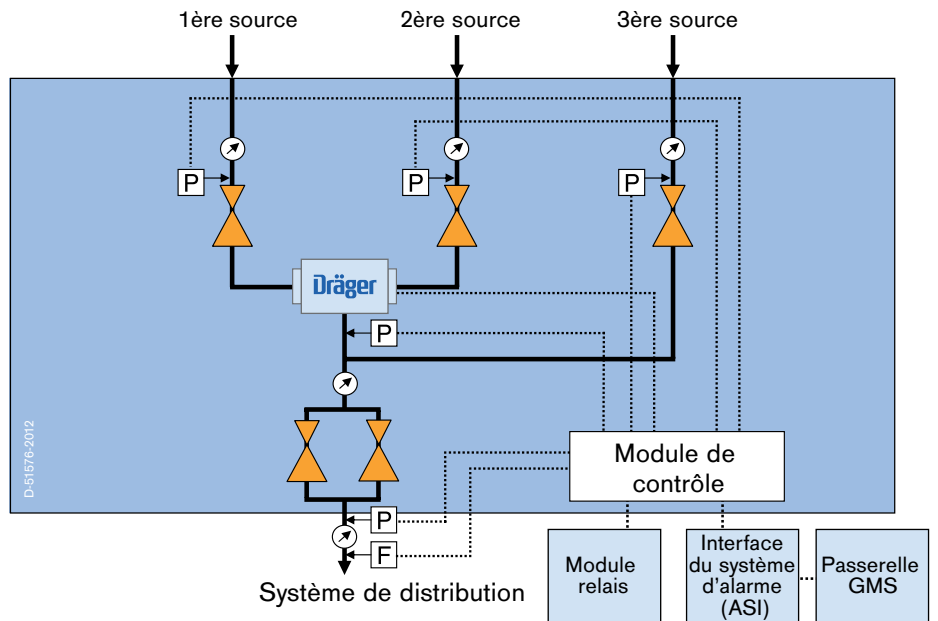 1ère source
2ère source
3ère source
P
P
P
Dräger
P
D-51576-2012
Module de
contrôle
P
F
Système de distribution
Module
relais
Interface
du système
d'alarme
(ASI)
Passerelle
GMS